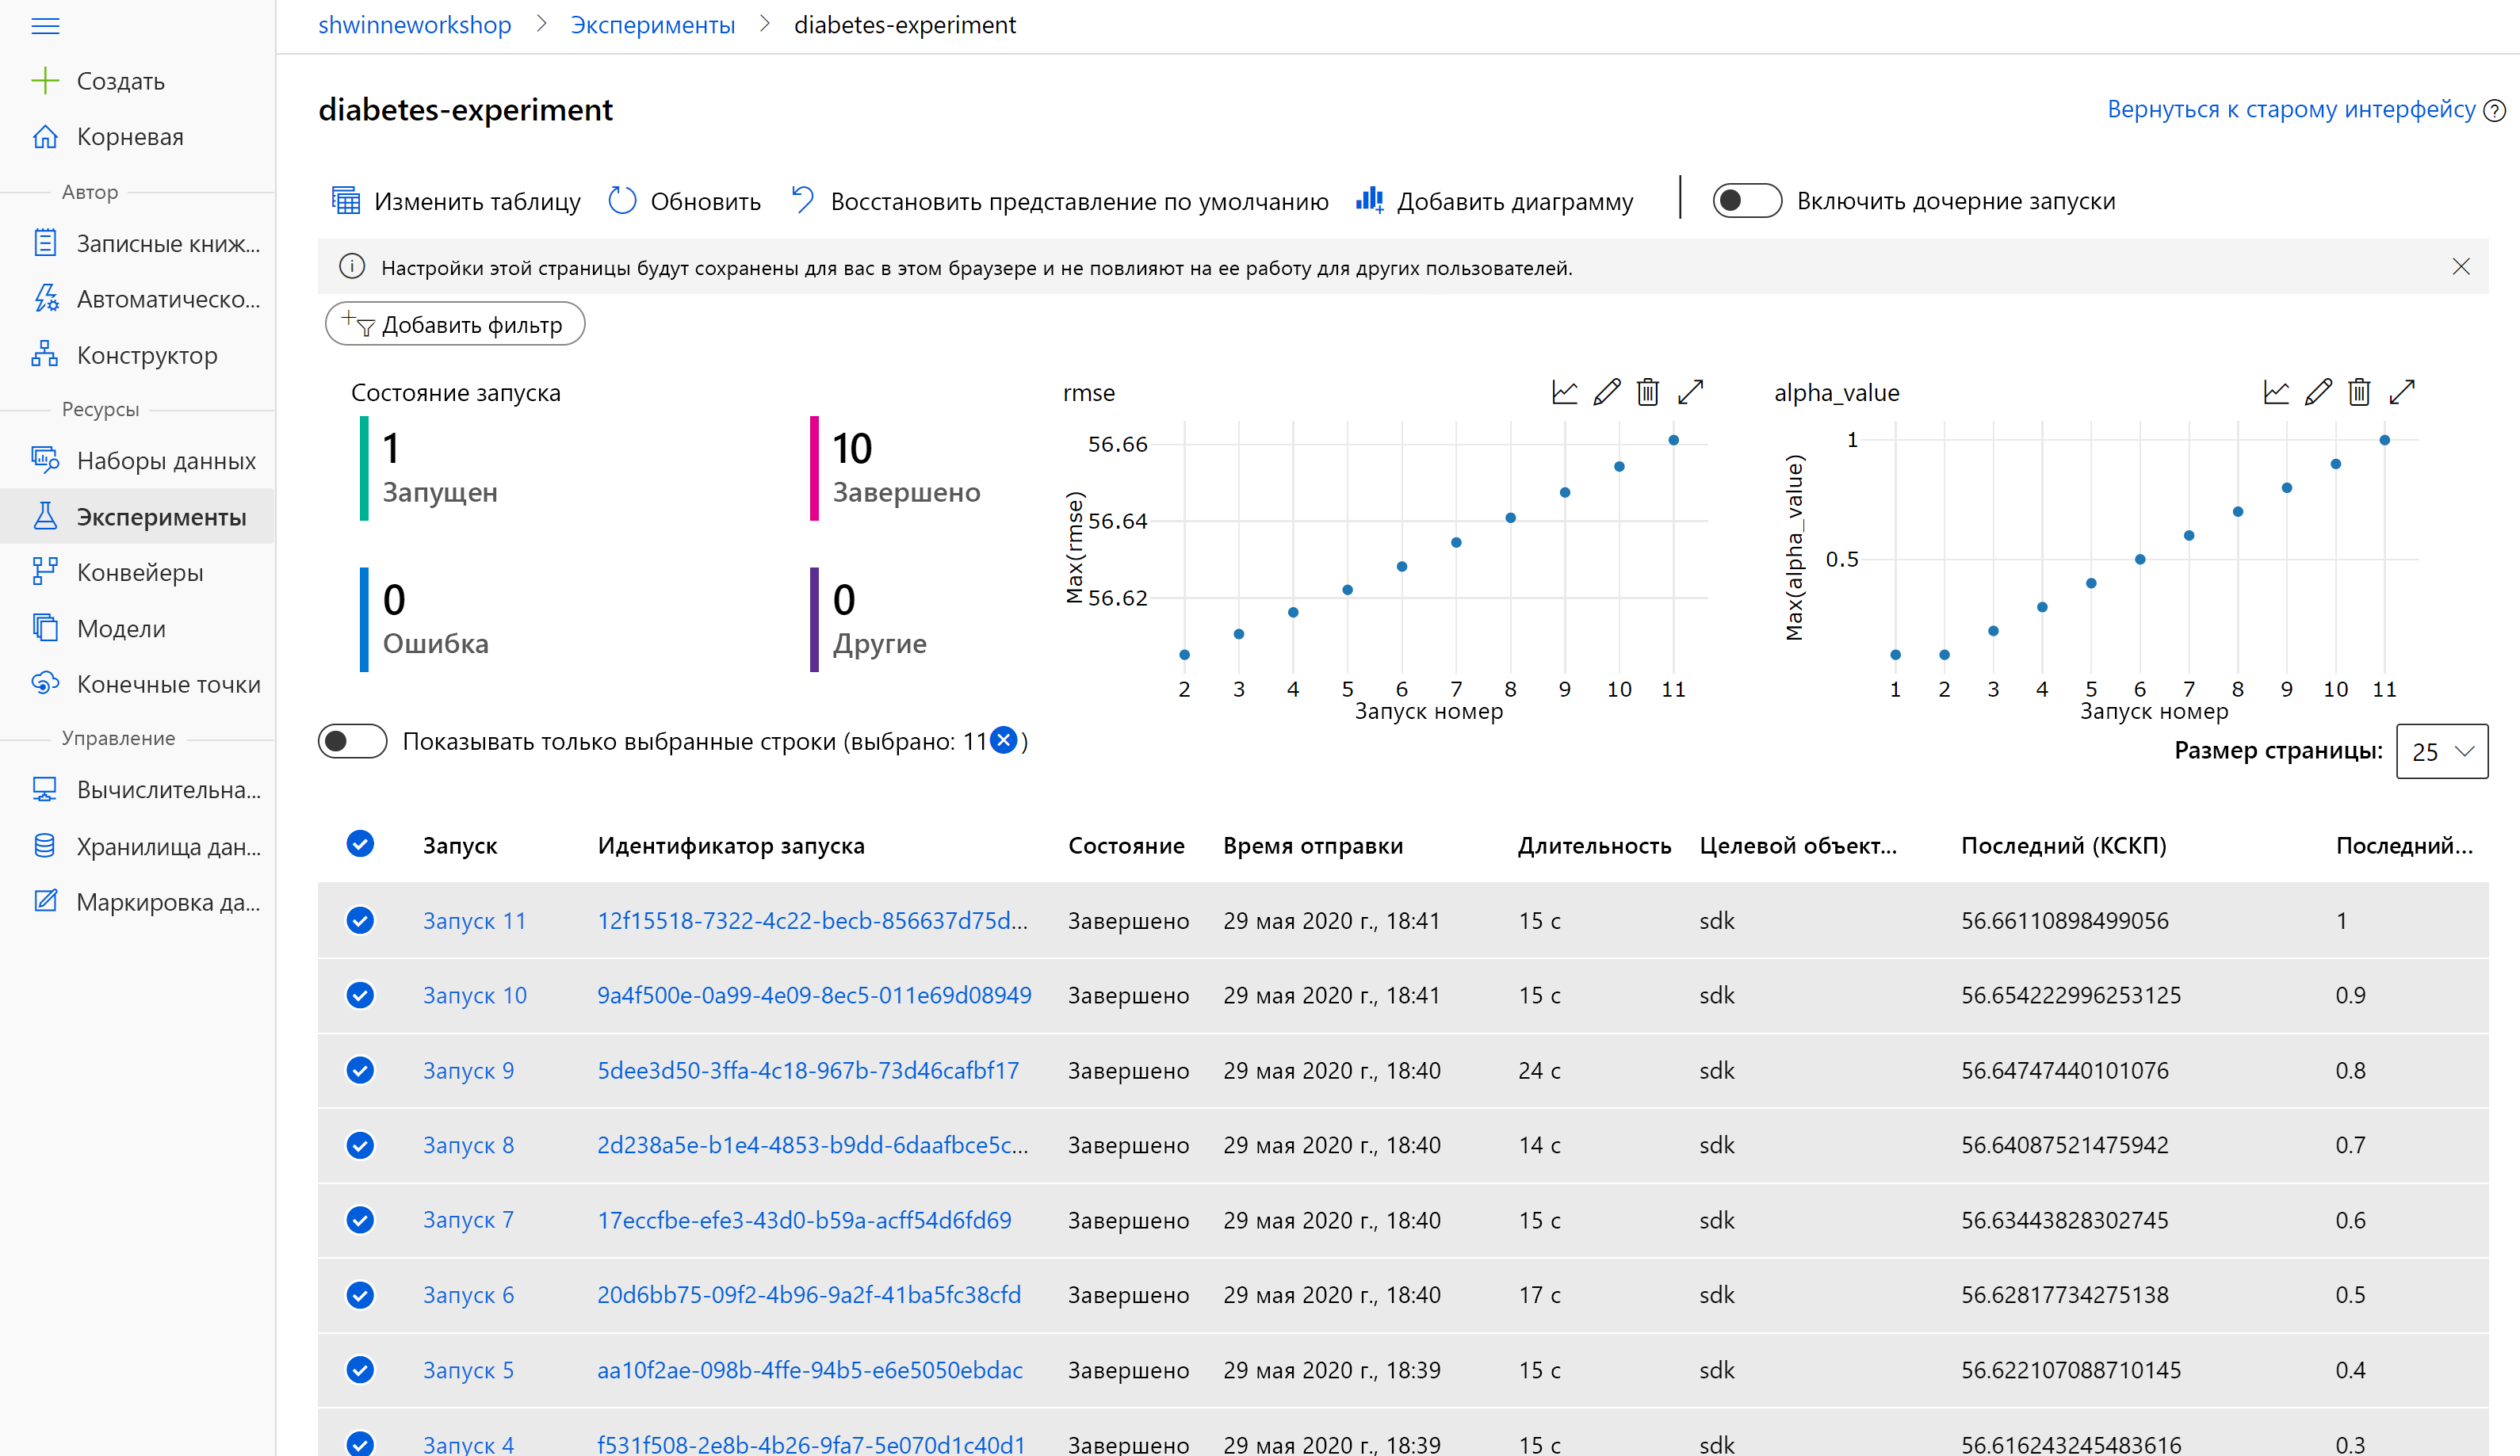 shwinneworkshop > Эксперименты > diabetes-experiment
Создать
Корневая
Автор
Записные книж...
Автоматическо...
Конструктор
Ресурсы
Наборы данных
Эксперименты
Конвейеры
Модели
Конечные точки
Управление
Вычислительна...
Хранилища дан...
Маркировка да...
diabetes-experiment
Вернуться к старому интерфейсу
Изменить таблицу Обновить Восстановить представление по умолчанию Добавить диаграмму Включить дочерние запуски
Настройки этой страницы будут сохранены для вас в этом браузере и не повлияют на ее работу для других пользователей.
Добавить фильтр
Состояние запуска
1
Запущен
10
Завершено
0
Ошибка
0
Другие
rmse
Max(rmse)
56.66
56.64
56.62
2 3 4 5 6 7 8 9 10 11
Запуск номер
alpha_value
Max(alpha_value)
1
0.5
1 2 3 4 5 6 7 8 9 10 11
Запуск номер
Показывать только выбранные строки (выбрано: 11 )
Размер страницы: 25
Запуск Идентификатор запуска Состояние Время отправки Длительность Целевой объект... Последний (КСКП) Последний...
Запуск 11 12f15518-7322-4c22-becb-856637d75d... Завершено 29 мая 2020 г., 18:41 15 с sdk 56.66110898499056 1
Запуск 10 9a4f500e-0a99-4e09-8ec5-011e69d08949 Завершено 29 мая 2020 г., 18:41 15 с sdk 56.654222996253125 0.9
Запуск 9 5dee3d50-3ffa-4c18-967b-73d46cafbf17 Завершено 29 мая 2020 г., 18:40 24 с sdk 56.64747440101076 0.8
Запуск 8 2d238a5e-b1e4-4853-b9dd-6daafbce5c... Завершено 29 мая 2020 г., 18:40 14 с sdk 56.64087521475942 0.7
Запуск 7 17eccfbe-efe3-43d0-b59a-acff54d6fd69 Завершено 29 мая 2020 г., 18:40 15 с sdk 56.63443828302745 0.6
Запуск 6 20d6bb75-09f2-4b96-9a2f-41ba5fc38cfd Завершено 29 мая 2020 г., 18:40 17 с sdk 56.62817734275138 0.5
Запуск 5 aa10f2ae-098b-4ffe-94b5-e6e5050ebdac Завершено 29 мая 2020 г., 18:39 15 с sdk 56.622107088710145 0.4
Запуск 4 f531f508-2e8b-4b26-9fa7-5e070d1c40d1 Завершено 29 мая 2020 г., 18:39 15 с sdk 56.616243245483616 0.3